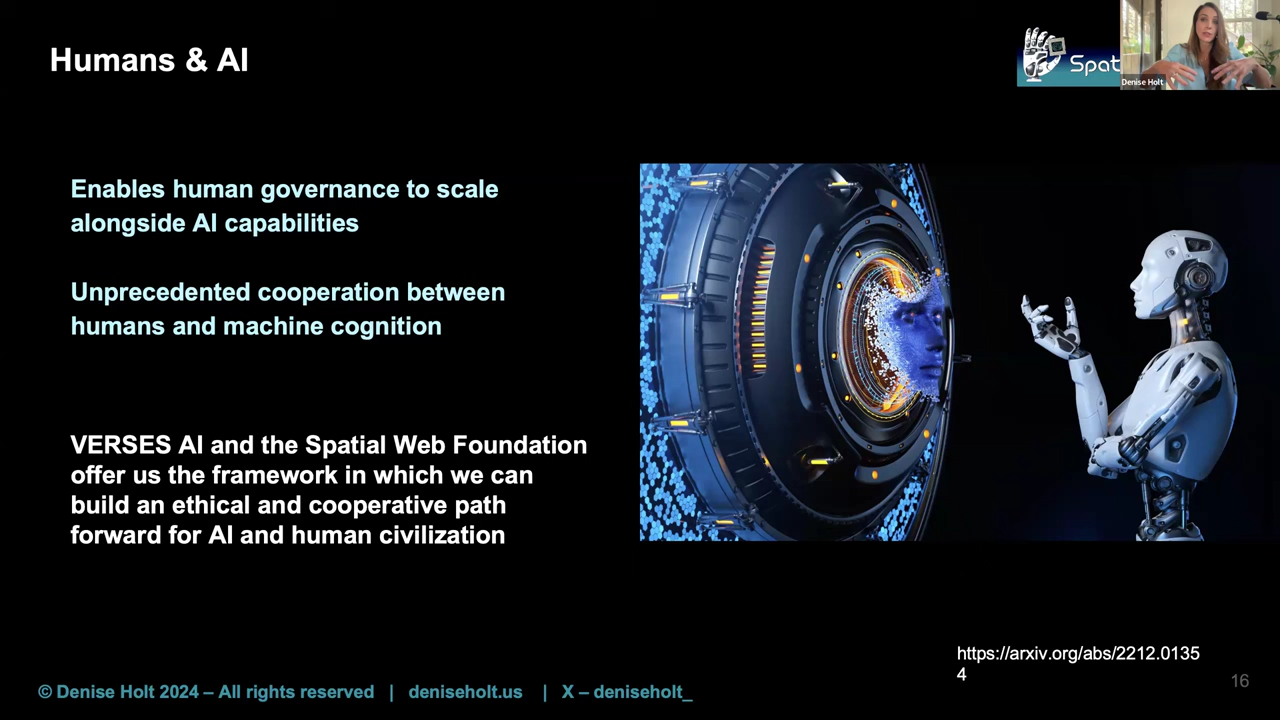 Humans & AI
Spat
Denise Holt
Enables human governance to scale
alongside AI capabilities
Unprecedented cooperation between
humans and machine cognition
VERSES AI and the Spatial Web Foundation
offer us the framework in which we can
build an ethical and cooperative path
forward for AI and human civilization
https://arxiv.org/abs/2212.0135
4
16
© Denise Holt 2024 – All rights reserved | deniseholt.us | X – deniseholt_